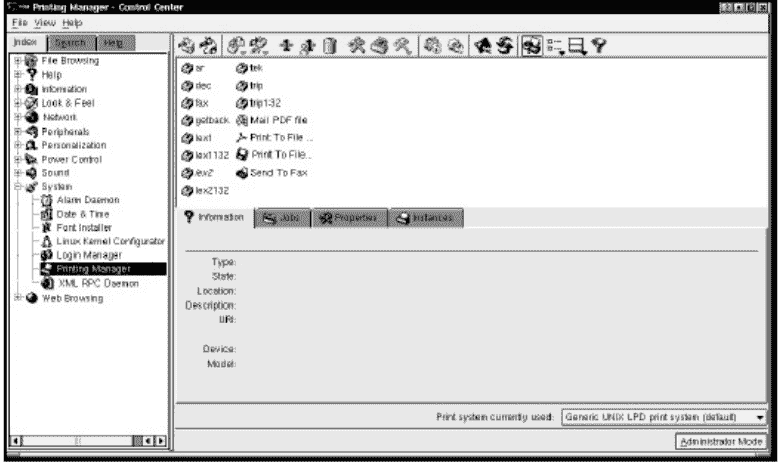 Printing Manager - Control Center
File View Help
Index Search Help
File Browsing
Help
Information
Look & Feel
Network
Peripherals
Personalization
Power Control
Sound
System
Alarm Daemon
Date & Time
Font Installer
Linux Kernel Configurator
Login Manager
Printing Manager
XML RPC Daemon
Web Browsing
ar tek
dec trip
fax trip132
getback Mail PDF file
lex1 Print To File ...
lex1132 Print To File...
lex2 Send To Fax
lex2132
Information Jobs Properties Instances
Type:
State:
Location:
Description:
URI:
Device:
Model:
Print system currently used: Generic UNIX LPD print system (default)
Administrator Mode